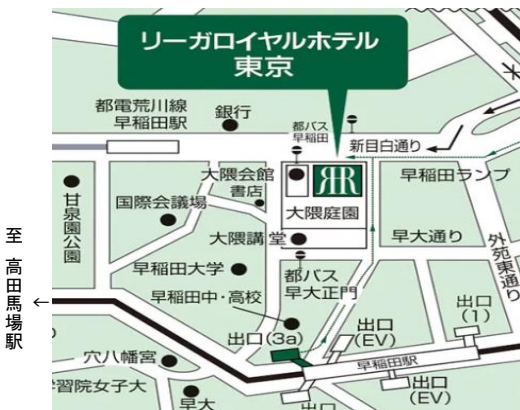 リーガロイヤルホテル
東京
都電荒川線
早稲田駅
銀行
都バス
早稲田
新目白通り
大隈会館
書店
RR
早稲田ランプ
甘泉園公園
国際会議場
大隈庭園
大隈講堂
早大通り
外苑東通り
至 高田馬場駅
←
早稲田大学
都バス
早大正門
早稲田中・高校
出口
(1)
出口(3a)
出口
(EV)
早稲田駅
穴八幡宮
学習院女子大
早大
出口
出口
(EV)